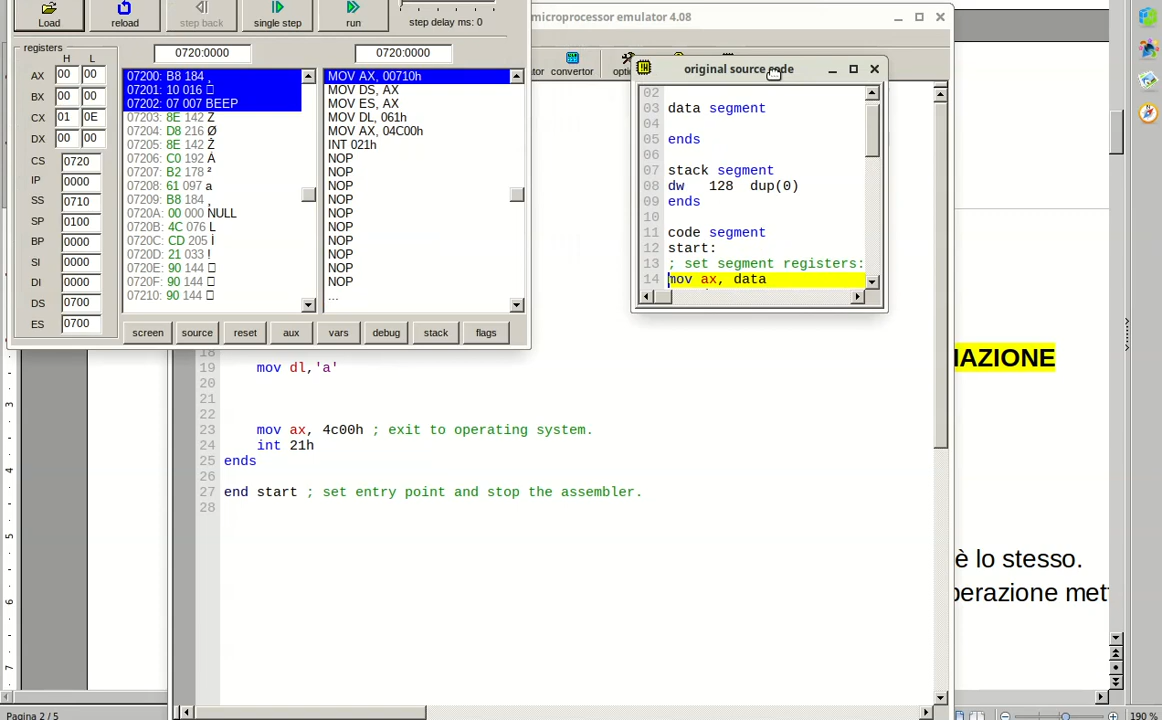 Load reload step back single step run step delay ms: 0
microprocessor emulator 4.08
convertor
registers
H L
0720:0000 0720:0000
AX 00 00
BX 00 00
CX 01 0E
DX 00 00
CS 0720
IP 0000
SS 0710
SP 0100
BP 0000
SI 0000
DI 0000
DS 0700
ES 0700
07200: B8 184 ,
07201: 10 016
07202: 07 007 BEEP
07203: 8E 142 Ž
07204: D8 216 Ø
07205: 8E 142 Ž
07206: C0 192 À
07207: B2 178 ²
07208: 61 097 a
07209: B8 184 ,
0720A: 00 000 NULL
0720B: 4C 076 L
0720C: CD 205 Í
0720D: 21 033 !
0720E: 90 144
0720F: 90 144
07210: 90 144
MOV AX, 00710h
MOV DS, AX
MOV ES, AX
MOV DL, 061h
MOV AX, 04C00h
INT 021h
NOP
NOP
NOP
NOP
NOP
NOP
NOP
NOP
NOP
NOP
...
screen source reset aux vars debug stack flags
original source code
02
03 data segment
04
05 ends
06
07 stack segment
08 dw 128 dup(0)
09 ends
10
11 code segment
12 start:
13 ; set segment registers:
14 mov ax, data
18
19 mov dl,'a'
20
21
22
23 mov ax, 4c00h ; exit to operating system.
24 int 21h
25 ends
26
27 end start ; set entry point and stop the assembler.
28
IAZIONE
è lo stesso.
perazione met
3
4
5
6
7
Pagina 2 / 5
190 %